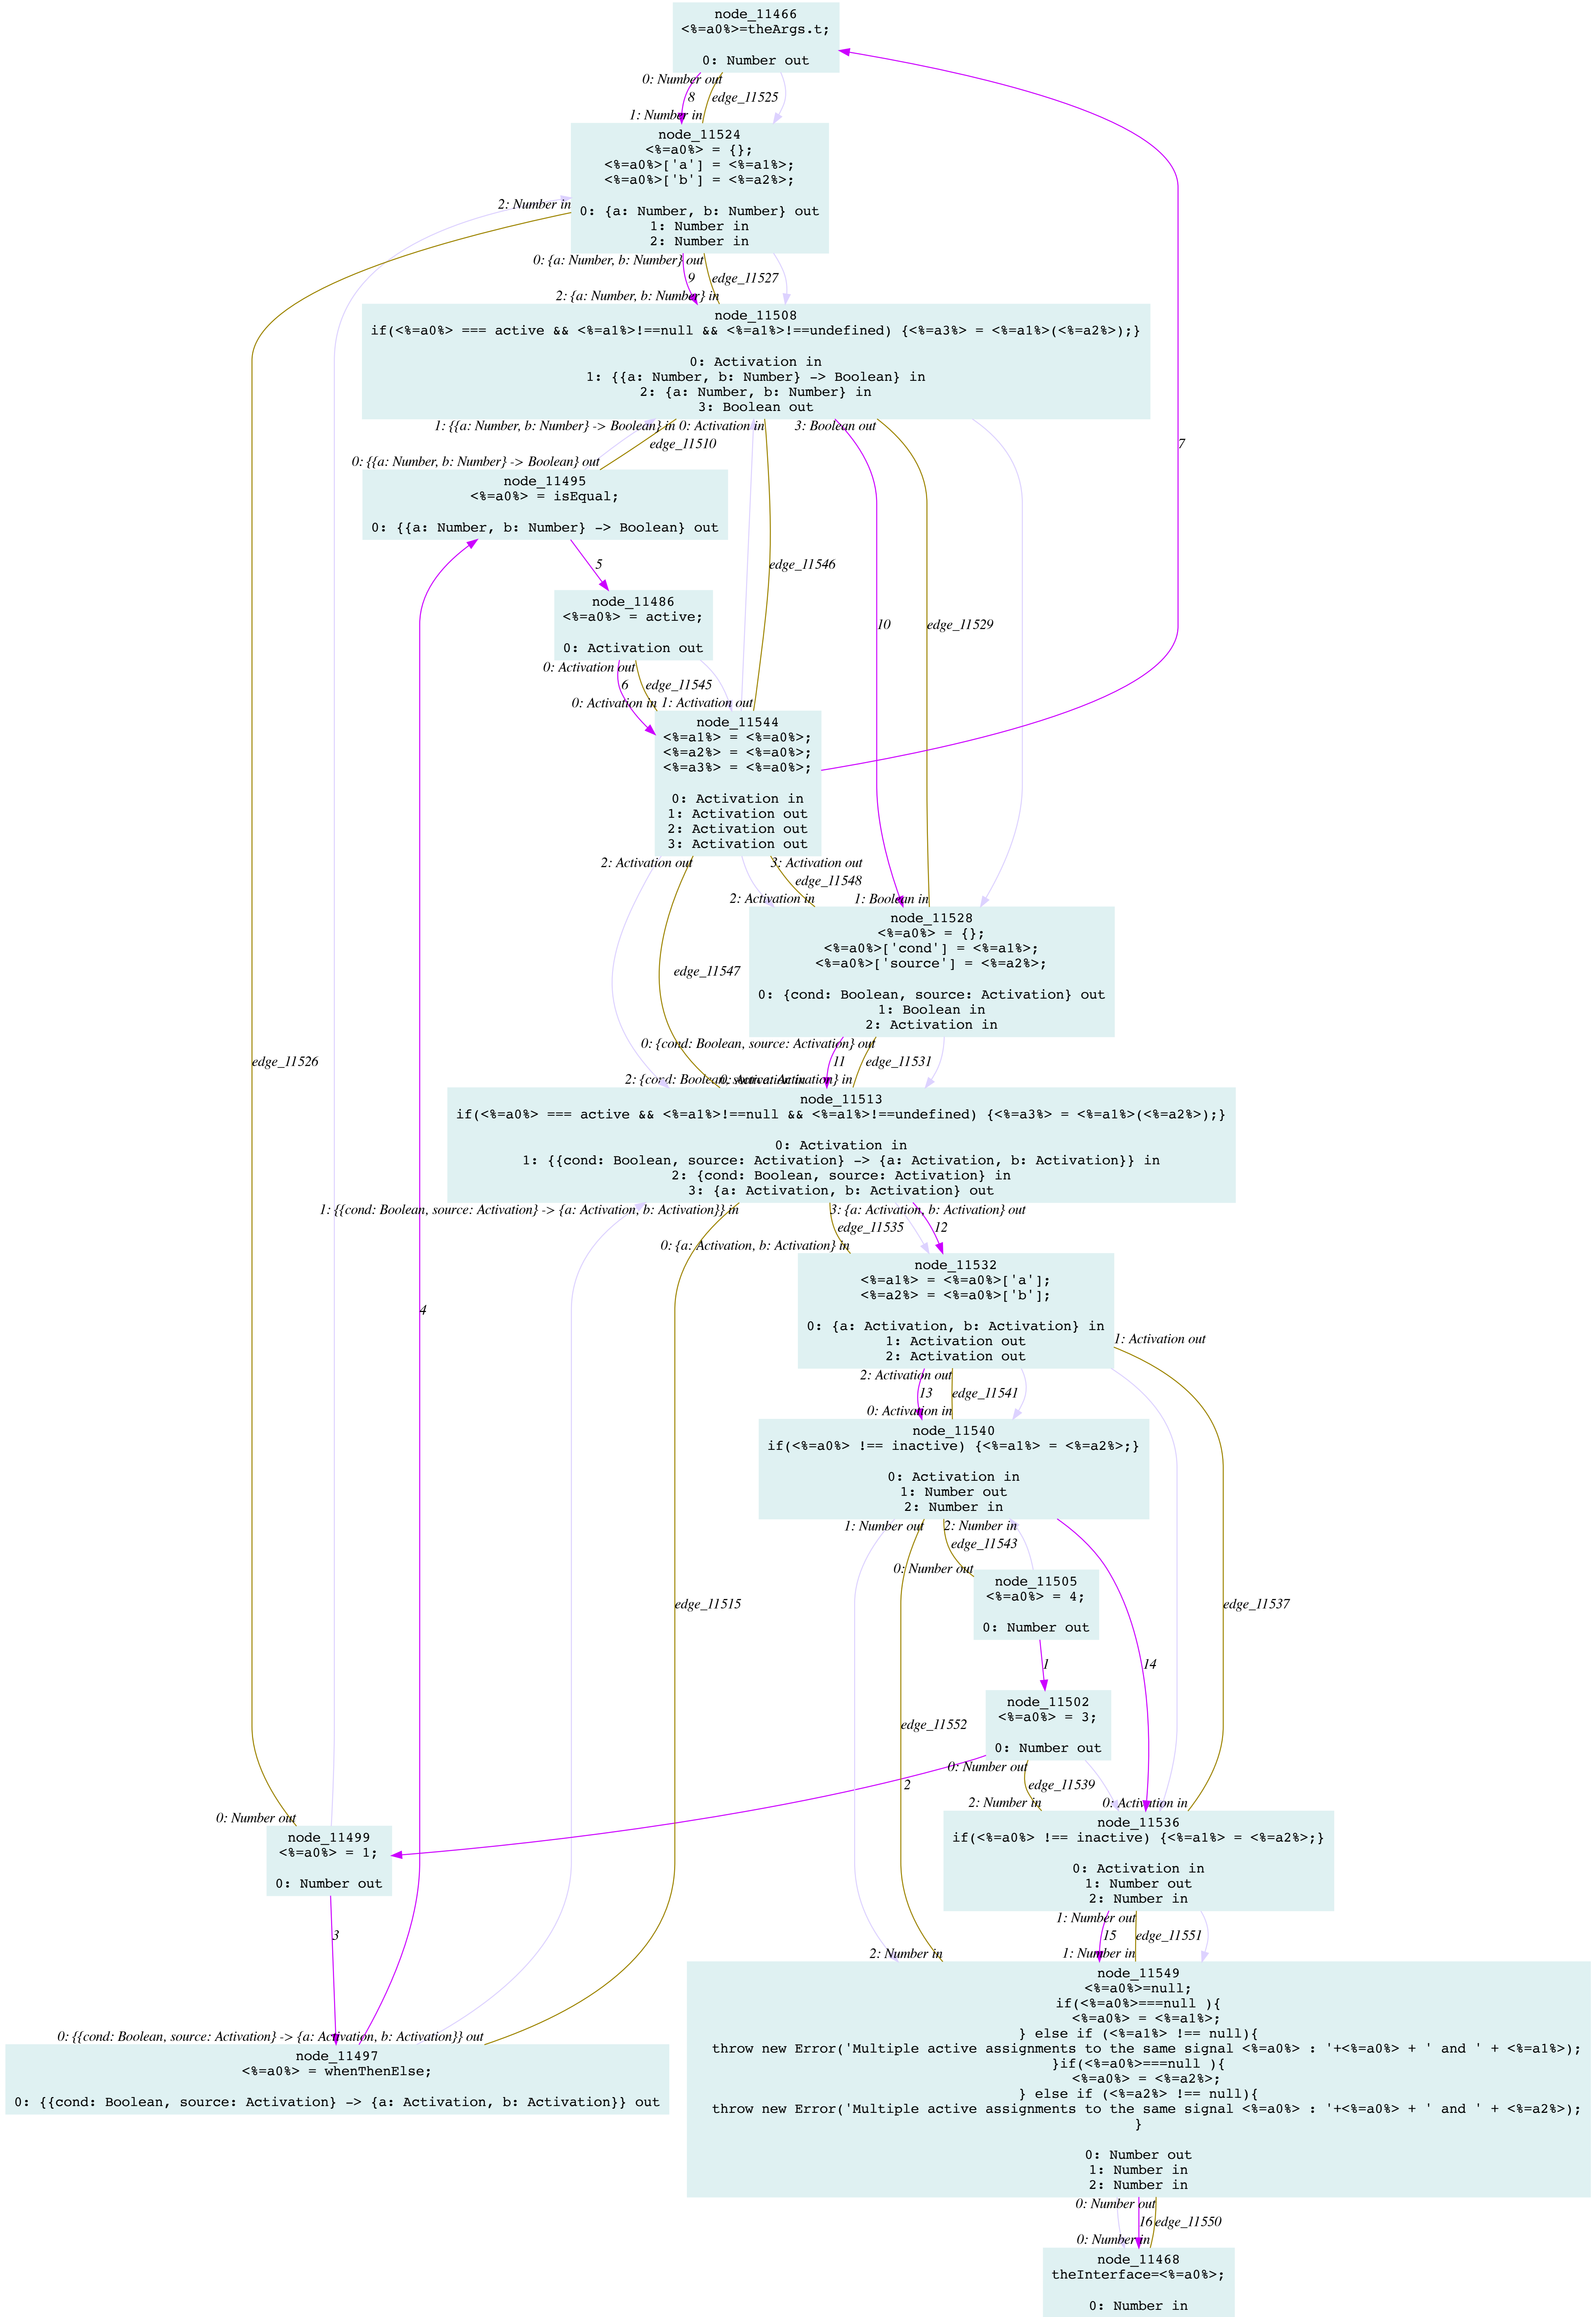 node_11466
<%=a0%>=theArgs.t;
0: Number out
0: Number out
8
edge_11525
1: Number in
7
node_11524
<%=a0%> = {};
<%=a0%>['a'] = <%=a1%>;
<%=a0%>['b'] = <%=a2%>;
0: {a: Number, b: Number} out
1: Number in
2: Number in
2: Number in
0: {a: Number, b: Number} out
9
edge_11527
2: {a: Number, b: Number} in
node_11508
if(<%=a0%> === active && <%=a1%>!==null && <%=a1%>!==undefined) {<%=a3%> = <%=a1%>(<%=a2%>);}
0: Activation in
1: {{a: Number, b: Number} -> Boolean} in
2: {a: Number, b: Number} in
3: Boolean out
1: {{a: Number, b: Number} -> Boolean} in
0: Activation in
3: Boolean out
edge_11510
0: {{a: Number, b: Number} -> Boolean} out
node_11495
<%=a0%> = isEqual;
0: {{a: Number, b: Number} -> Boolean} out
5
edge_11546
node_11486
<%=a0%> = active;
0: Activation out
10
edge_11529
0: Activation out
6
edge_11545
0: Activation in
1: Activation out
node_11544
<%=a1%> = <%=a0%>;
<%=a2%> = <%=a0%>;
<%=a3%> = <%=a0%>;
0: Activation in
1: Activation out
2: Activation out
3: Activation out
2: Activation out
3: Activation out
edge_11548
2: Activation in
1: Boolean in
edge_11547
node_11528
<%=a0%> = {};
<%=a0%>['cond'] = <%=a1%>;
<%=a0%>['source'] = <%=a2%>;
0: {cond: Boolean, source: Activation} out
1: Boolean in
2: Activation in
0: {cond: Boolean, source: Activation} out
11
edge_11531
edge_11526
2: {cond: Boolean, source: Activation} in
0: Activation in
node_11513
if(<%=a0%> === active && <%=a1%>!==null && <%=a1%>!==undefined) {<%=a3%> = <%=a1%>(<%=a2%>);}
0: Activation in
1: {{cond: Boolean, source: Activation} -> {a: Activation, b: Activation}} in
2: {cond: Boolean, source: Activation} in
3: {a: Activation, b: Activation} out
1: {{cond: Boolean, source: Activation} -> {a: Activation, b: Activation}} in
3: {a: Activation, b: Activation} out
edge_11535
12
0: {a: Activation, b: Activation} in
node_11532
<%=a1%> = <%=a0%>['a'];
<%=a2%> = <%=a0%>['b'];
0: {a: Activation, b: Activation} in
1: Activation out
2: Activation out
4
1: Activation out
2: Activation out
13
edge_11541
0: Activation in
node_11540
if(<%=a0%> !== inactive) {<%=a1%> = <%=a2%>;}
0: Activation in
1: Number out
2: Number in
1: Number out
2: Number in
edge_11543
0: Number out
node_11505
<%=a0%> = 4;
0: Number out
edge_11515
edge_11537
1
14
node_11502
<%=a0%> = 3;
0: Number out
edge_11552
0: Number out
2
edge_11539
2: Number in
0: Activation in
0: Number out
node_11499
<%=a0%> = 1;
0: Number out
node_11536
if(<%=a0%> !== inactive) {<%=a1%> = <%=a2%>;}
0: Activation in
1: Number out
2: Number in
3
1: Number out
15
edge_11551
2: Number in
1: Number in
0: {{cond: Boolean, source: Activation} -> {a: Activation, b: Activation}} out
node_11497
<%=a0%> = whenThenElse;
0: {{cond: Boolean, source: Activation} -> {a: Activation, b: Activation}} out
node_11549
<%=a0%>=null;
if(<%=a0%>===null ){
<%=a0%> = <%=a1%>;
} else if (<%=a1%> !== null){
throw new Error('Multiple active assignments to the same signal <%=a0%> : '+<%=a0%> + ' and ' + <%=a1%>);
}if(<%=a0%>===null ){
<%=a0%> = <%=a2%>;
} else if (<%=a2%> !== null){
throw new Error('Multiple active assignments to the same signal <%=a0%> : '+<%=a0%> + ' and ' + <%=a2%>);
}
0: Number out
1: Number in
2: Number in
0: Number out
16
edge_11550
0: Number in
node_11468
theInterface=<%=a0%>;
0: Number in